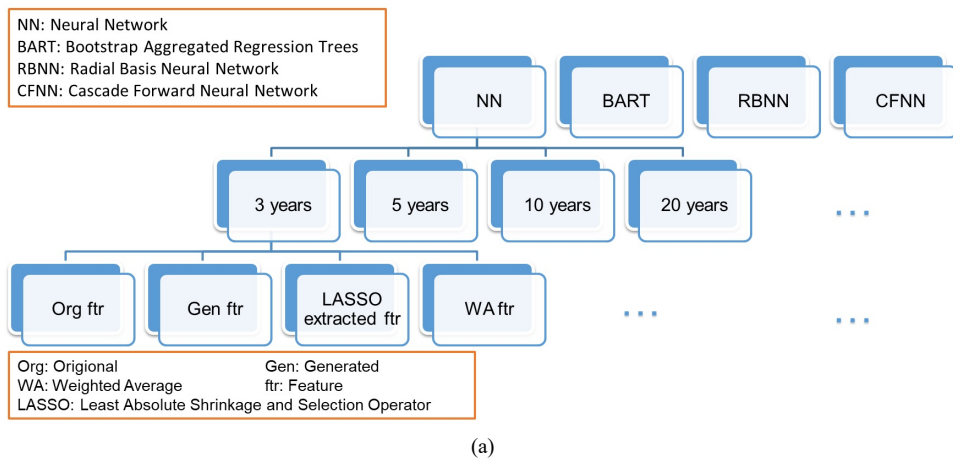 NN: Neural Network
BART: Bootstrap Aggregated Regression Trees
RBNN: Radial Basis Neural Network
CFNN: Cascade Forward Neural Network
NN
BART
RBNN
CFNN
3 years
5 years
10 years
20 years
...
Org ftr
Gen ftr
LASSO
extracted ftr
WA ftr
...
...
Org: Origional Gen: Generated
WA: Weighted Average ftr: Feature
LASSO: Least Absolute Shrinkage and Selection Operator
(a)